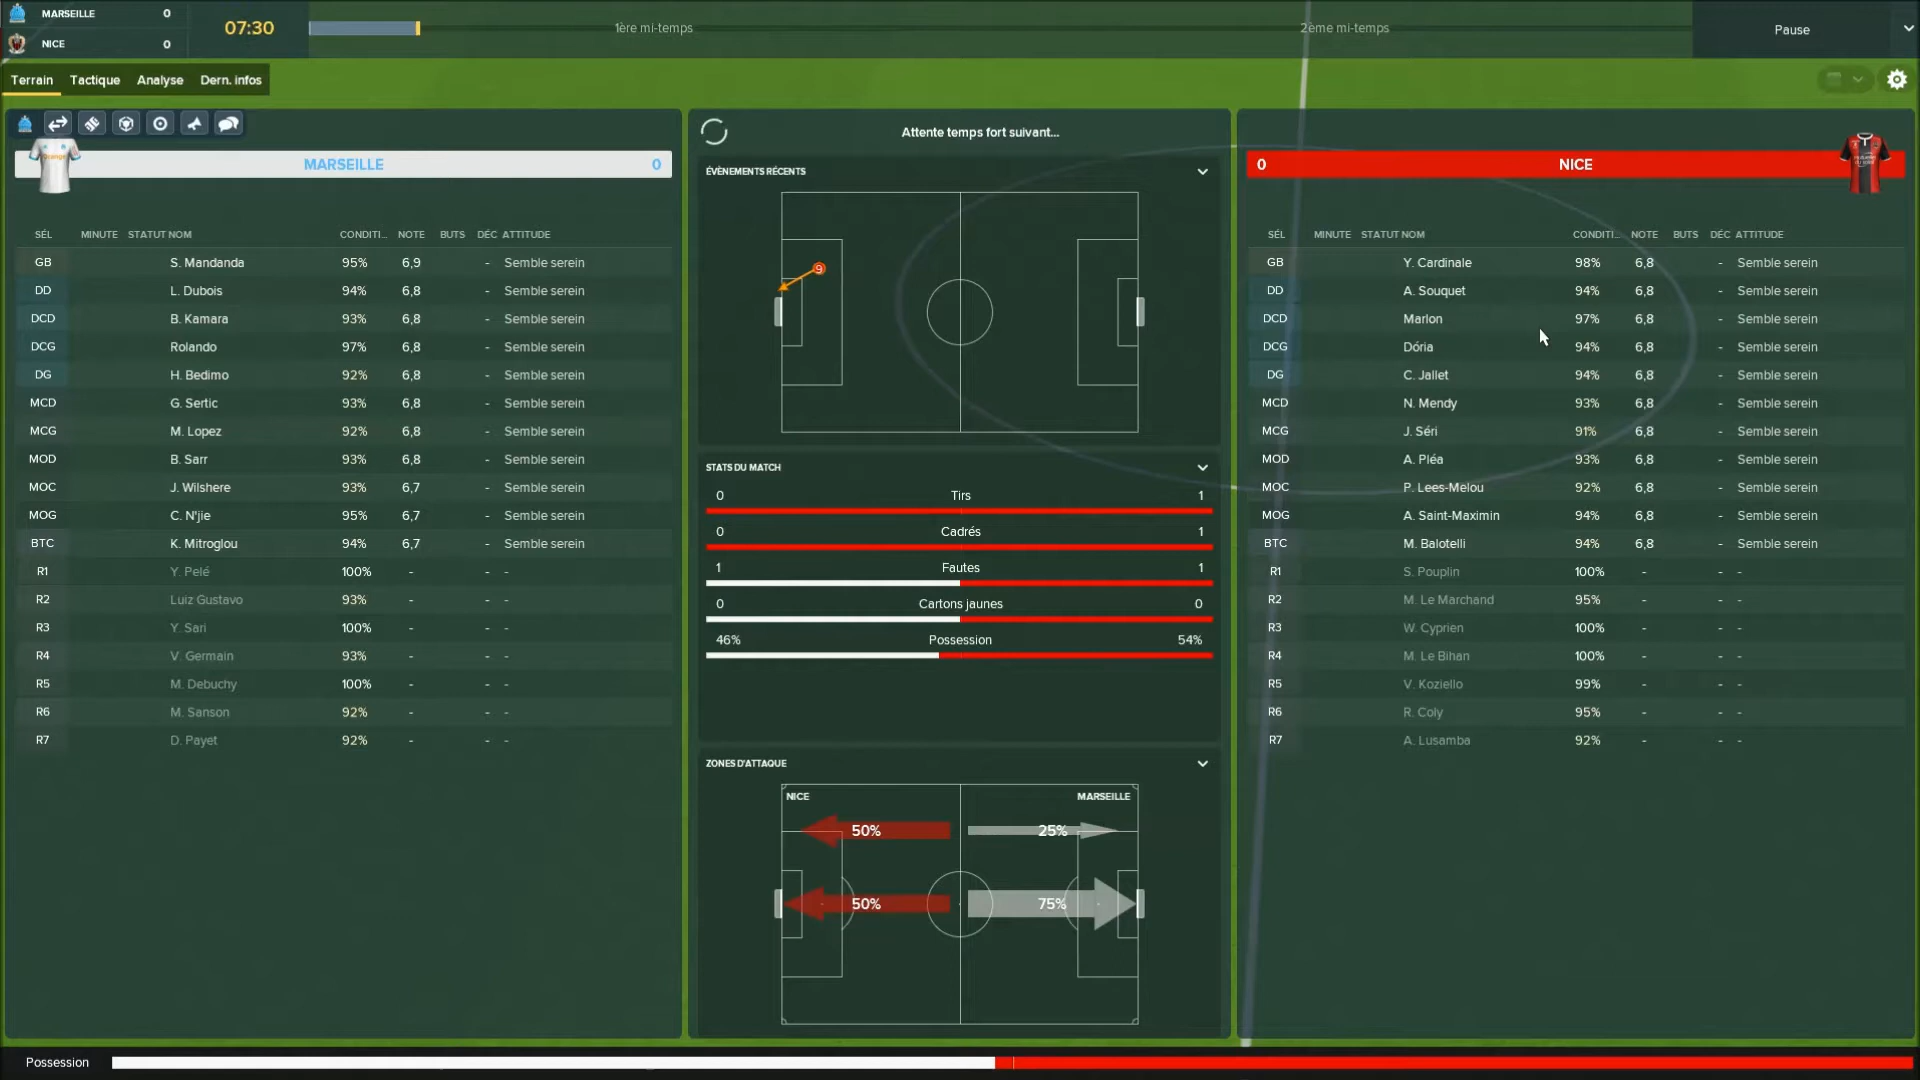 MARSEILLE 0
NICE 0
07:30
1ère mi-temps
2ème mi-temps
Pause
Terrain Tactique Analyse Dern. infos
MARSEILLE 0
SÉL MINUTE STATUT NOM CONDITI... NOTE BUTS DÉC ATTITUDE
GB S. Mandanda 95% 6,9 - Semble serein
DD L. Dubois 94% 6,8 - Semble serein
DCD B. Kamara 93% 6,8 - Semble serein
DCG Rolando 97% 6,8 - Semble serein
DG H. Bedimo 92% 6,8 - Semble serein
MCD G. Sertic 93% 6,8 - Semble serein
MCG M. Lopez 92% 6,8 - Semble serein
MOD B. Sarr 93% 6,8 - Semble serein
MOC J. Wilshere 93% 6,7 - Semble serein
MOG C. N'jie 95% 6,7 - Semble serein
BTC K. Mitroglou 94% 6,7 - Semble serein
R1 Y. Pelé 100% - - -
R2 Luiz Gustavo 93% - - -
R3 Y. Sari 100% - - -
R4 V. Germain 93% - - -
R5 M. Debuchy 100% - - -
R6 M. Sanson 92% - - -
R7 D. Payet 92% - - -
Attente temps fort suivant...
ÉVÈNEMENTS RÉCENTS
9
STATS DU MATCH
0 Tirs 1
0 Cadrés 1
1 Fautes 1
0 Cartons jaunes 0
46% Possession 54%
ZONES D'ATTAQUE
NICE MARSEILLE
50% 25%
50% 75%
0 NICE
SÉL MINUTE STATUT NOM CONDITI... NOTE BUTS DÉC ATTITUDE
GB Y. Cardinale 98% 6,8 - Semble serein
DD A. Souquet 94% 6,8 - Semble serein
DCD Marlon 97% 6,8 - Semble serein
DCG Dória 94% 6,8 - Semble serein
DG C. Jallet 94% 6,8 - Semble serein
MCD N. Mendy 93% 6,8 - Semble serein
MCG J. Séri 91% 6,8 - Semble serein
MOD A. Pléa 93% 6,8 - Semble serein
MOC P. Lees-Melou 92% 6,8 - Semble serein
MOG A. Saint-Maximin 94% 6,8 - Semble serein
BTC M. Balotelli 94% 6,8 - Semble serein
R1 S. Pouplin 100% - - -
R2 M. Le Marchand 95% - - -
R3 W. Cyprien 100% - - -
R4 M. Le Bihan 100% - - -
R5 V. Koziello 99% - - -
R6 R. Coly 95% - - -
R7 A. Lusamba 92% - - -
Possession